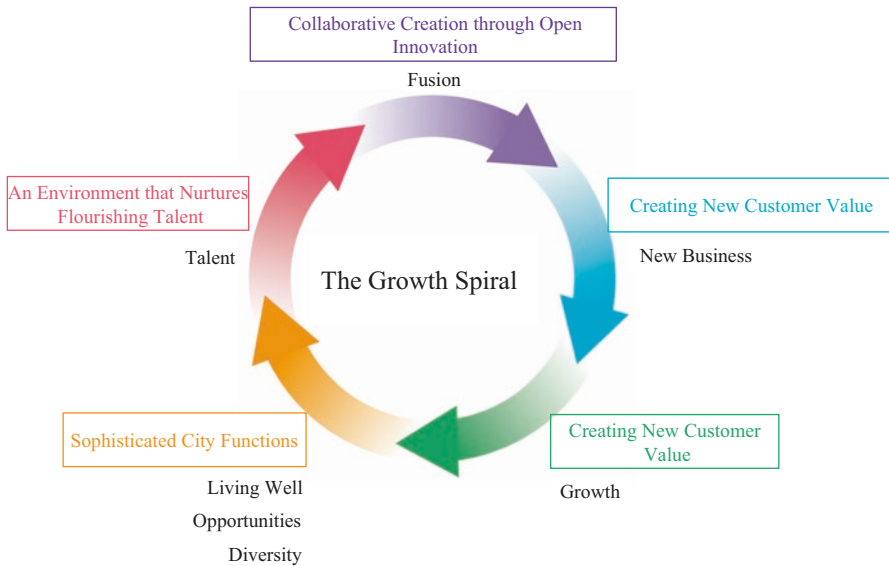 Collaborative Creation through Open
Innovation
Fusion
An Environment that Nurtures
Flourishing Talent
Talent
Creating New Customer Value
New Business
The Growth Spiral
Sophisticated City Functions
Living Well
Opportunities
Diversity
Creating New Customer
Value
Growth